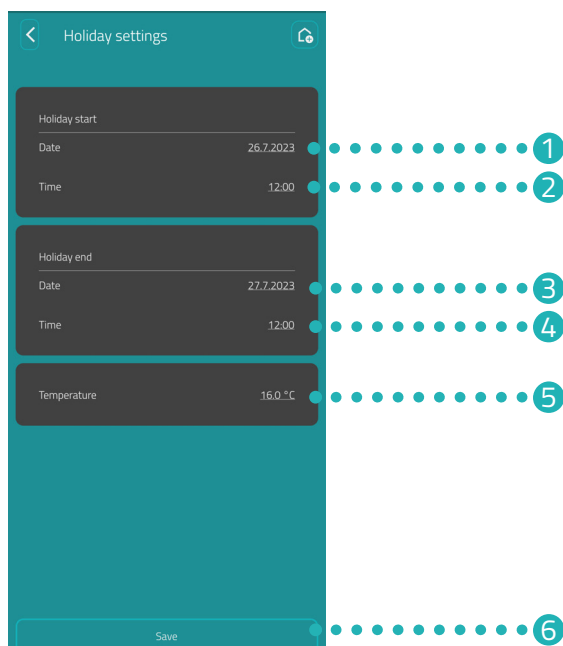 Holiday settings
Holiday start
Date 26.7.2023 1
Time 12:00 2
Holiday end
Date 27.7.2023 3
Time 12:00 4
Temperature 16.0 °C 5
Save 6